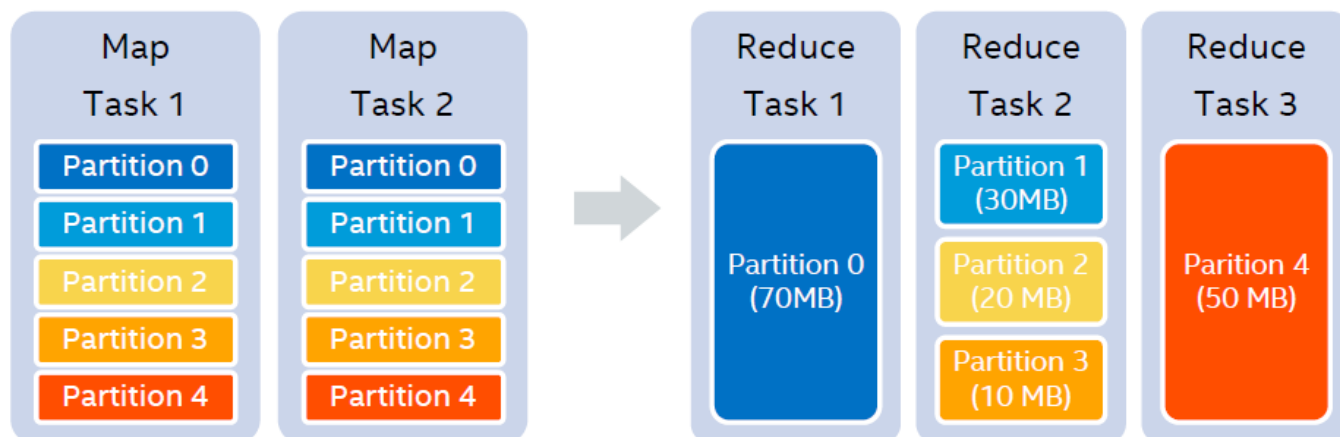 Map
Task 1
Partition 0
Partition 1
Partition 2
Partition 3
Partition 4
Map
Task 2
Partition 0
Partition 1
Partition 2
Partition 3
Partition 4
Reduce
Task 1
Partition 0
(70MB)
Reduce
Task 2
Partition 1
(30MB)
Partition 2
(20 MB)
Partition 3
(10 MB)
Reduce
Task 3
Parition 4
(50 MB)